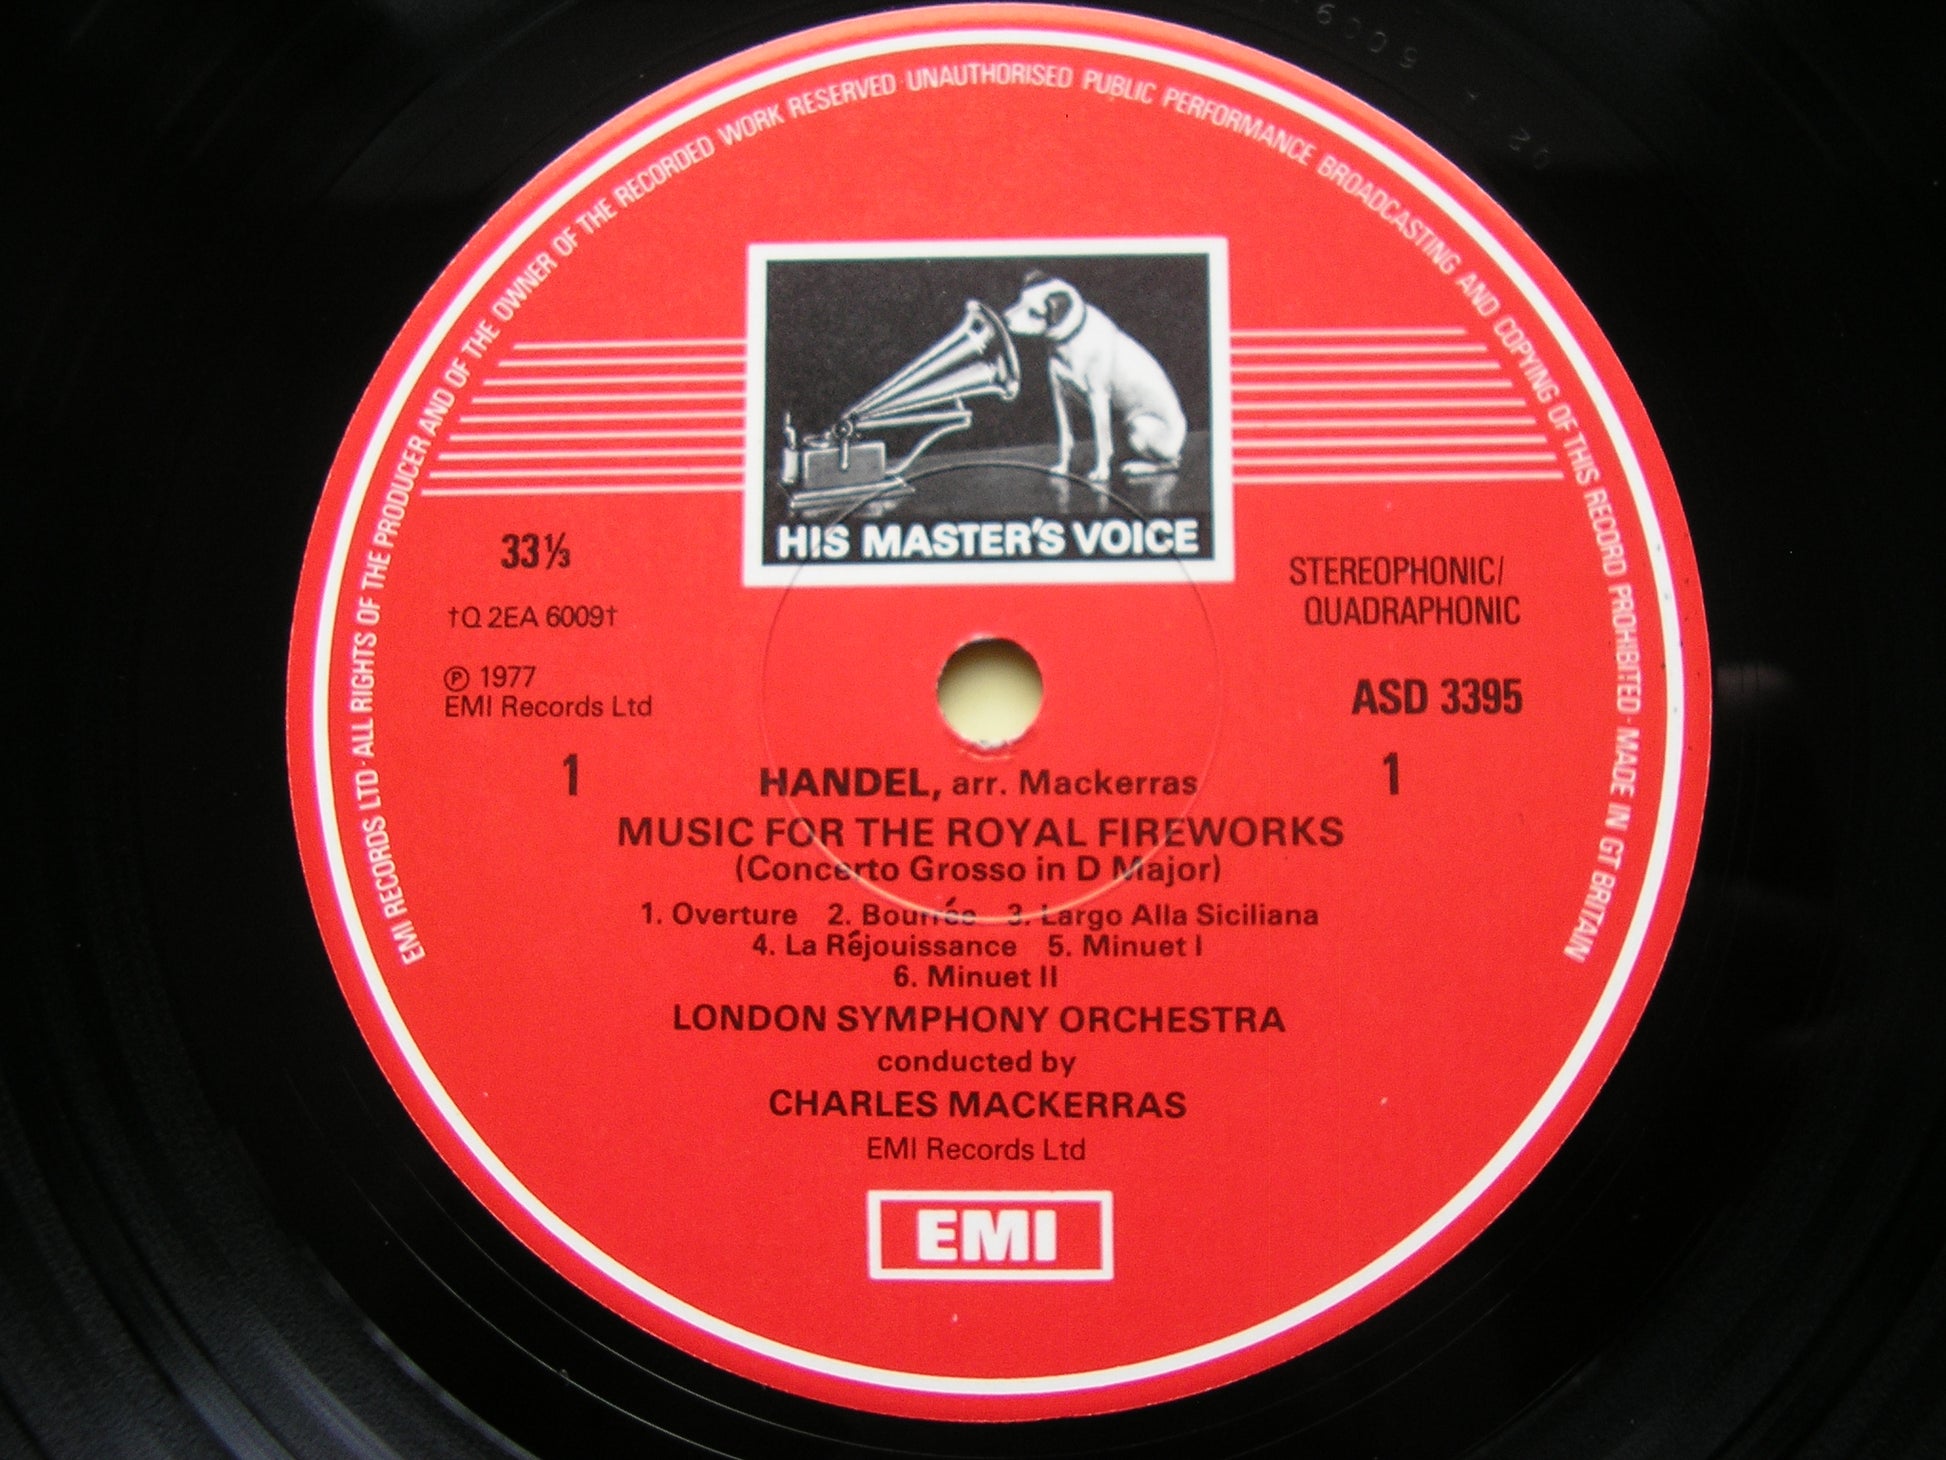 EMI RECORDS LTD · ALL RIGHTS OF THE PRODUCER AND OF THE OWNER OF THE RECORDED WORK RESERVED UNAUTHORISED PUBLIC PERFORMANCE BROADCASTING AND COPYING OF THIS RECORD PROHIBITED · MADE IN GT BRITAIN
6009
HIS MASTER'S VOICE
33⅓
†Q 2EA 6009†
℗ 1977
EMI Records Ltd
STEREOPHONIC/
QUADRAPHONIC
ASD 3395
1
1
HANDEL, arr. Mackerras
MUSIC FOR THE ROYAL FIREWORKS
(Concerto Grosso in D Major)
1. Overture 2. Bourrée 3. Largo Alla Siciliana
4. La Réjouissance 5. Minuet I
6. Minuet II
LONDON SYMPHONY ORCHESTRA
conducted by
CHARLES MACKERRAS
EMI Records Ltd
EMI